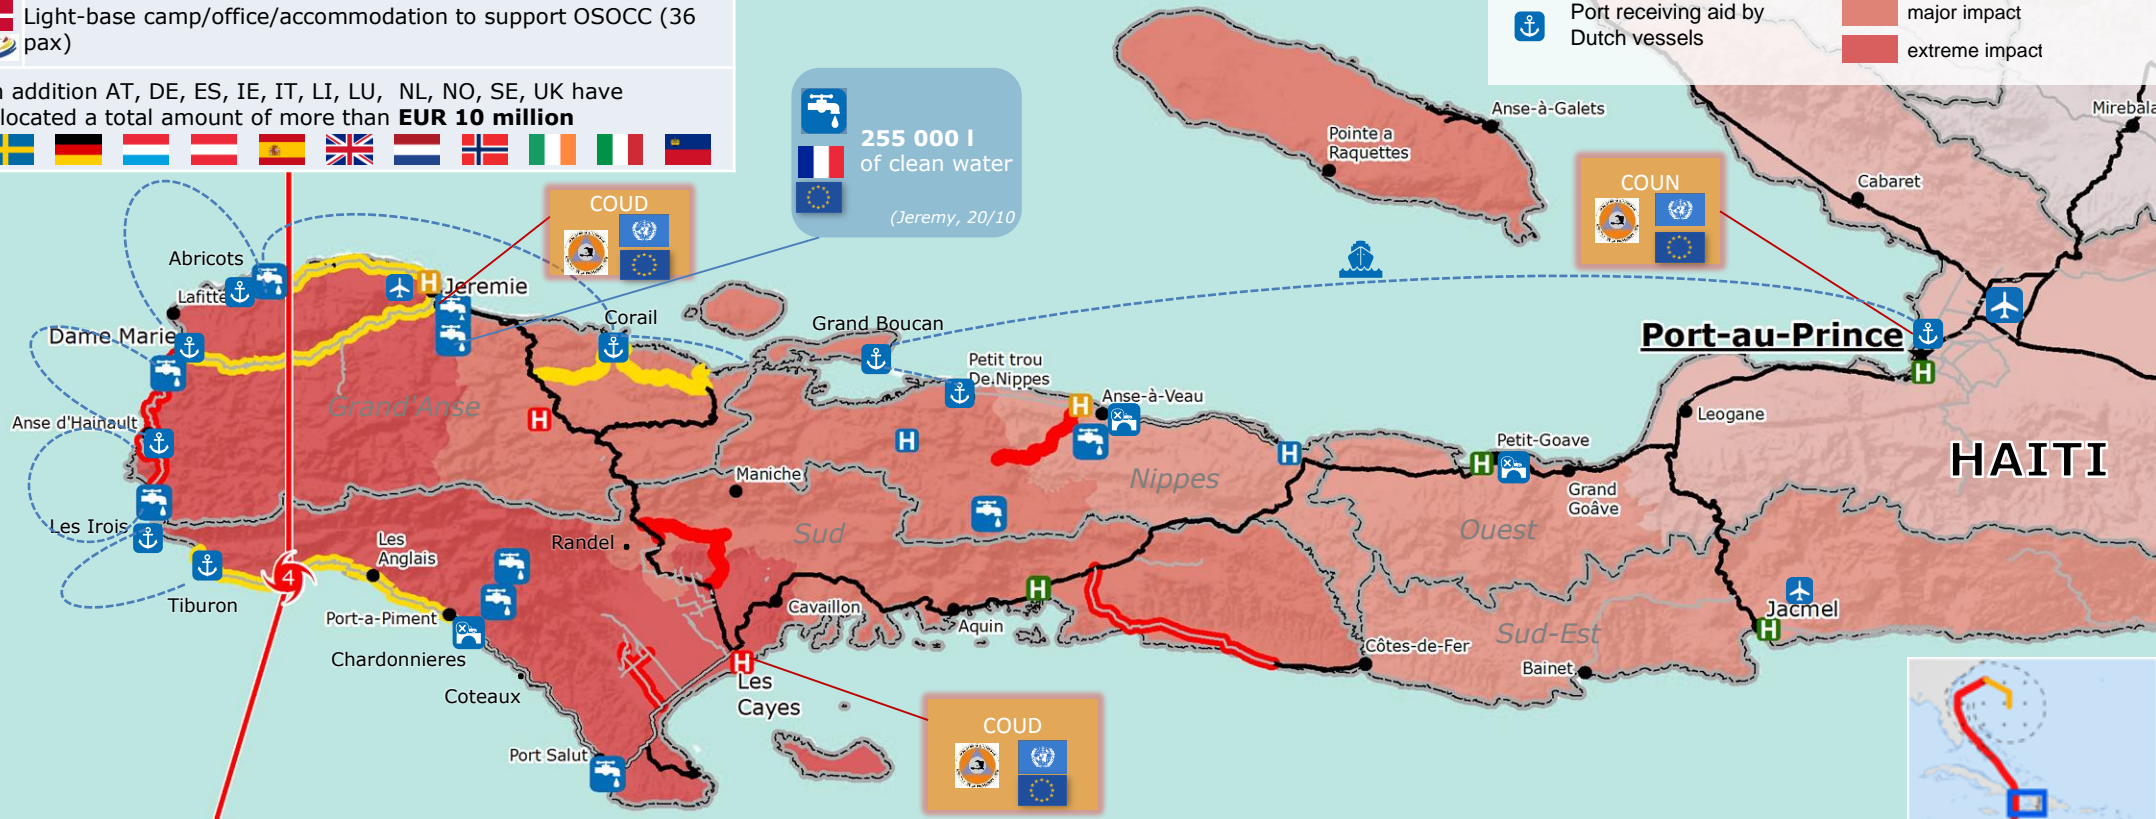 Light-base camp/office/accommodation to support OSOCC (36
pax)
n addition AT, DE, ES, IE, IT, LI, LU, NL, NO, SE, UK have
located a total amount of more than EUR 10 million
255 000 l
of clean water
(Jeremy, 20/10
Port receiving aid by
Dutch vessels
major impact
extreme impact
COUD
COUN
Anse-à-Galets
Pointe a
Raquettes
Mirebala
Cabaret
Abricots
Lafitte
H
Jeremie
Dame Marie
Corail
Grand Boucan
Petit trou
De Nippes
Port-au-Prince
H
H
Anse-à-Veau
Grand'Anse
H
Anse d'Hainault
Leogane
H
H
Petit-Goave
H
HAITI
Maniche
Nippes
Grand
Goâve
Les Irois
Sud
Ouest
Randel
Les
Anglais
4
Tiburon
Port-a-Piment
H
Cavaillon
Aquin
Jacmel
H
Sud-Est
Chardonnieres
Côtes-de-Fer
Bainet
H
Les
Cayes
Coteaux
COUD
Port Salut